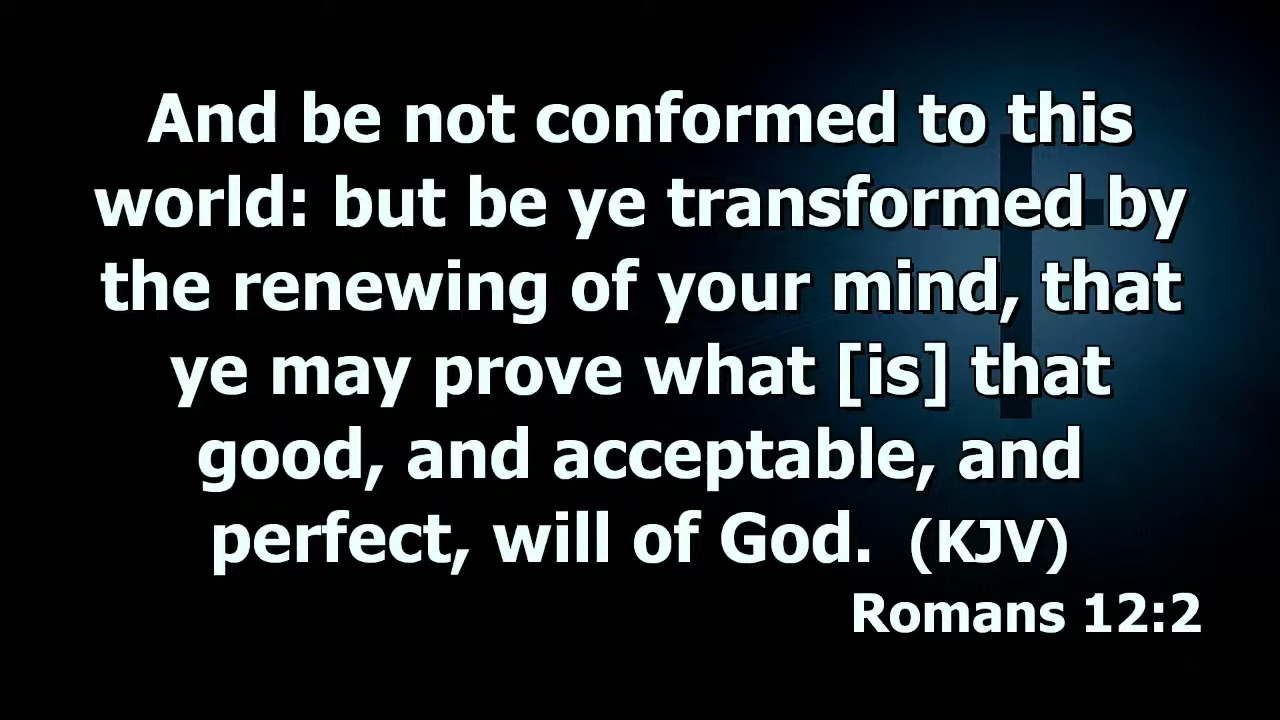 And be not conformed to this
world: but be ye transformed by
the renewing of your mind, that
ye may prove what [is] that
good, and acceptable, and
perfect, will of God. (KJV)
Romans 12:2